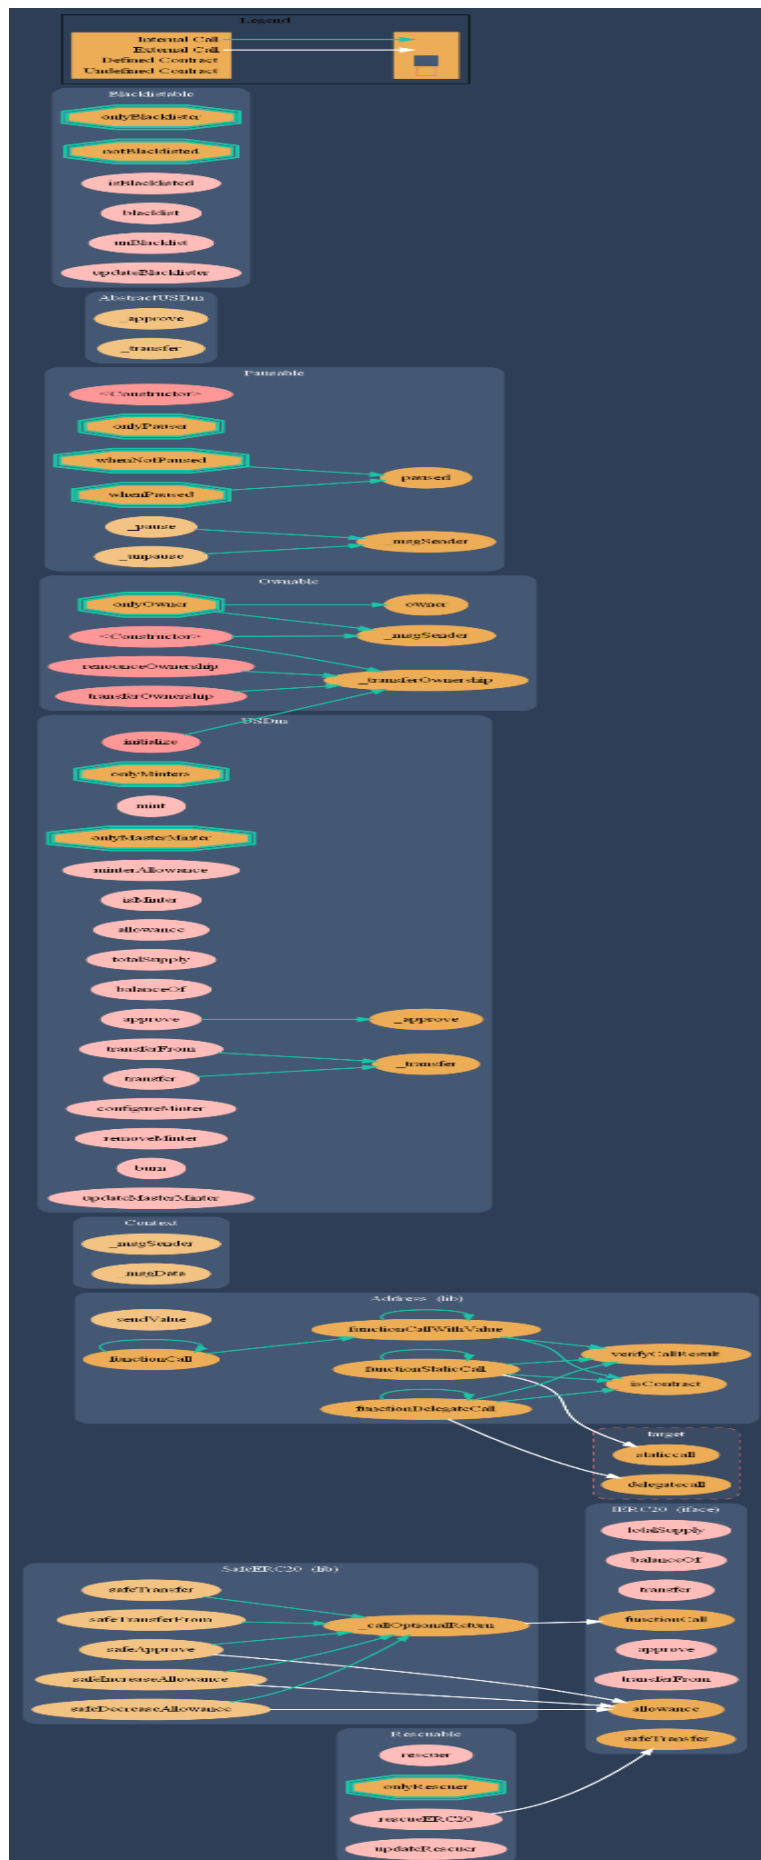 Legend
Internal Call
External Call
Defined Contract
Undefined Contract
Blacklistable
onlyBlacklister
notBlacklisted
isBlacklisted
blacklist
unBlacklist
updateBlacklister
AbstractUSDm
_approve
_transfer
Pausable
<Constructor>
onlyPauser
whenNotPaused
paused
whenPaused
_pause
_msgSender
_unpause
Ownable
onlyOwner
owner
<Constructor>
_msgSender
renounceOwnership
_transferOwnership
transferOwnership
USDm
initialize
onlyMinters
mint
onlyMasterMinter
minterAllowance
isMinter
allowance
totalSupply
balanceOf
approve
_approve
transferFrom
_transfer
transfer
configureMinter
removeMinter
burn
updateMasterMinter
Context
_msgSender
_msgData
Address (lib)
sendValue
functionCallWithValue
functionCall
verifyCallResult
functionStaticCall
isContract
functionDelegateCall
target
staticcall
delegatecall
IERC20 (iface)
totalSupply
balanceOf
transfer
functionCall
approve
transferFrom
allowance
safeTransfer
SafeERC20 (lib)
safeTransfer
safeTransferFrom
_callOptionalReturn
safeApprove
safeIncreaseAllowance
safeDecreaseAllowance
Rescuable
rescuer
onlyRescuer
rescueERC20
updateRescuer